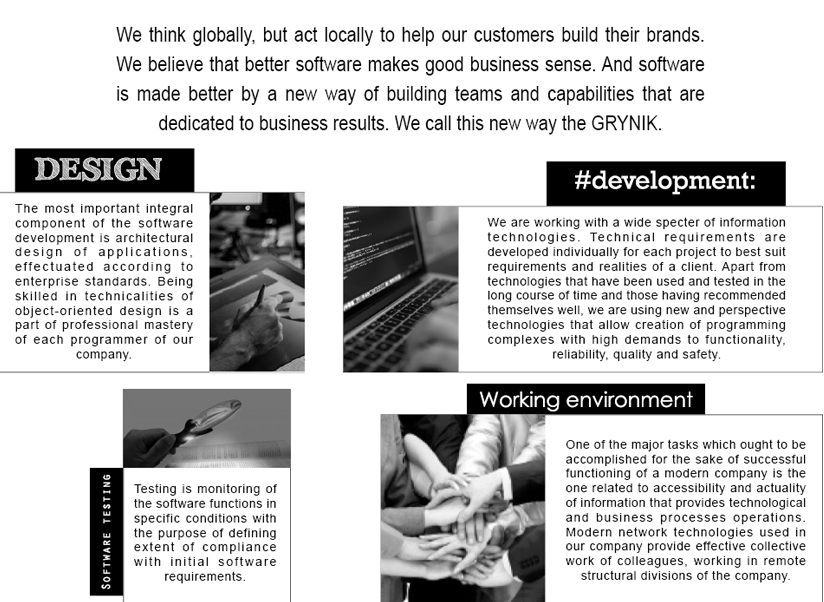 We think globally, but act locally to help our customers build their brands.
We believe that better software makes good business sense. And software
is made better by a new way of building teams and capabilities that are
dedicated to business results. We call this new way the GRYNIK.
DESIGN
The most important integral
component of the software
development is architectural
design of applications,
effectuated according to
enterprise standards. Being
skilled in technicalities of
object-oriented design is a
part of professional mastery
of each programmer of our
company.
#development:
We are working with a wide specter of information
technologies. Technical requirements are
developed individually for each project to best suit
requirements and realities of a client. Apart from
technologies that have been used and tested in the
long course of time and those having recommended
themselves well, we are using new and perspective
technologies that allow creation of programming
complexes with high demands to functionality,
reliability, quality and safety.
SOFTWARE TESTING
Testing is monitoring of
the software functions in
specific conditions with
the purpose of defining
extent of compliance
with initial software
requirements.
Working environment
One of the major tasks which ought to be
accomplished for the sake of successful
functioning of a modern company is the
one related to accessibility and actuality
of information that provides technological
and business processes operations.
Modern network technologies used in
our company provide effective collective
work of colleagues, working in remote
structural divisions of the company.